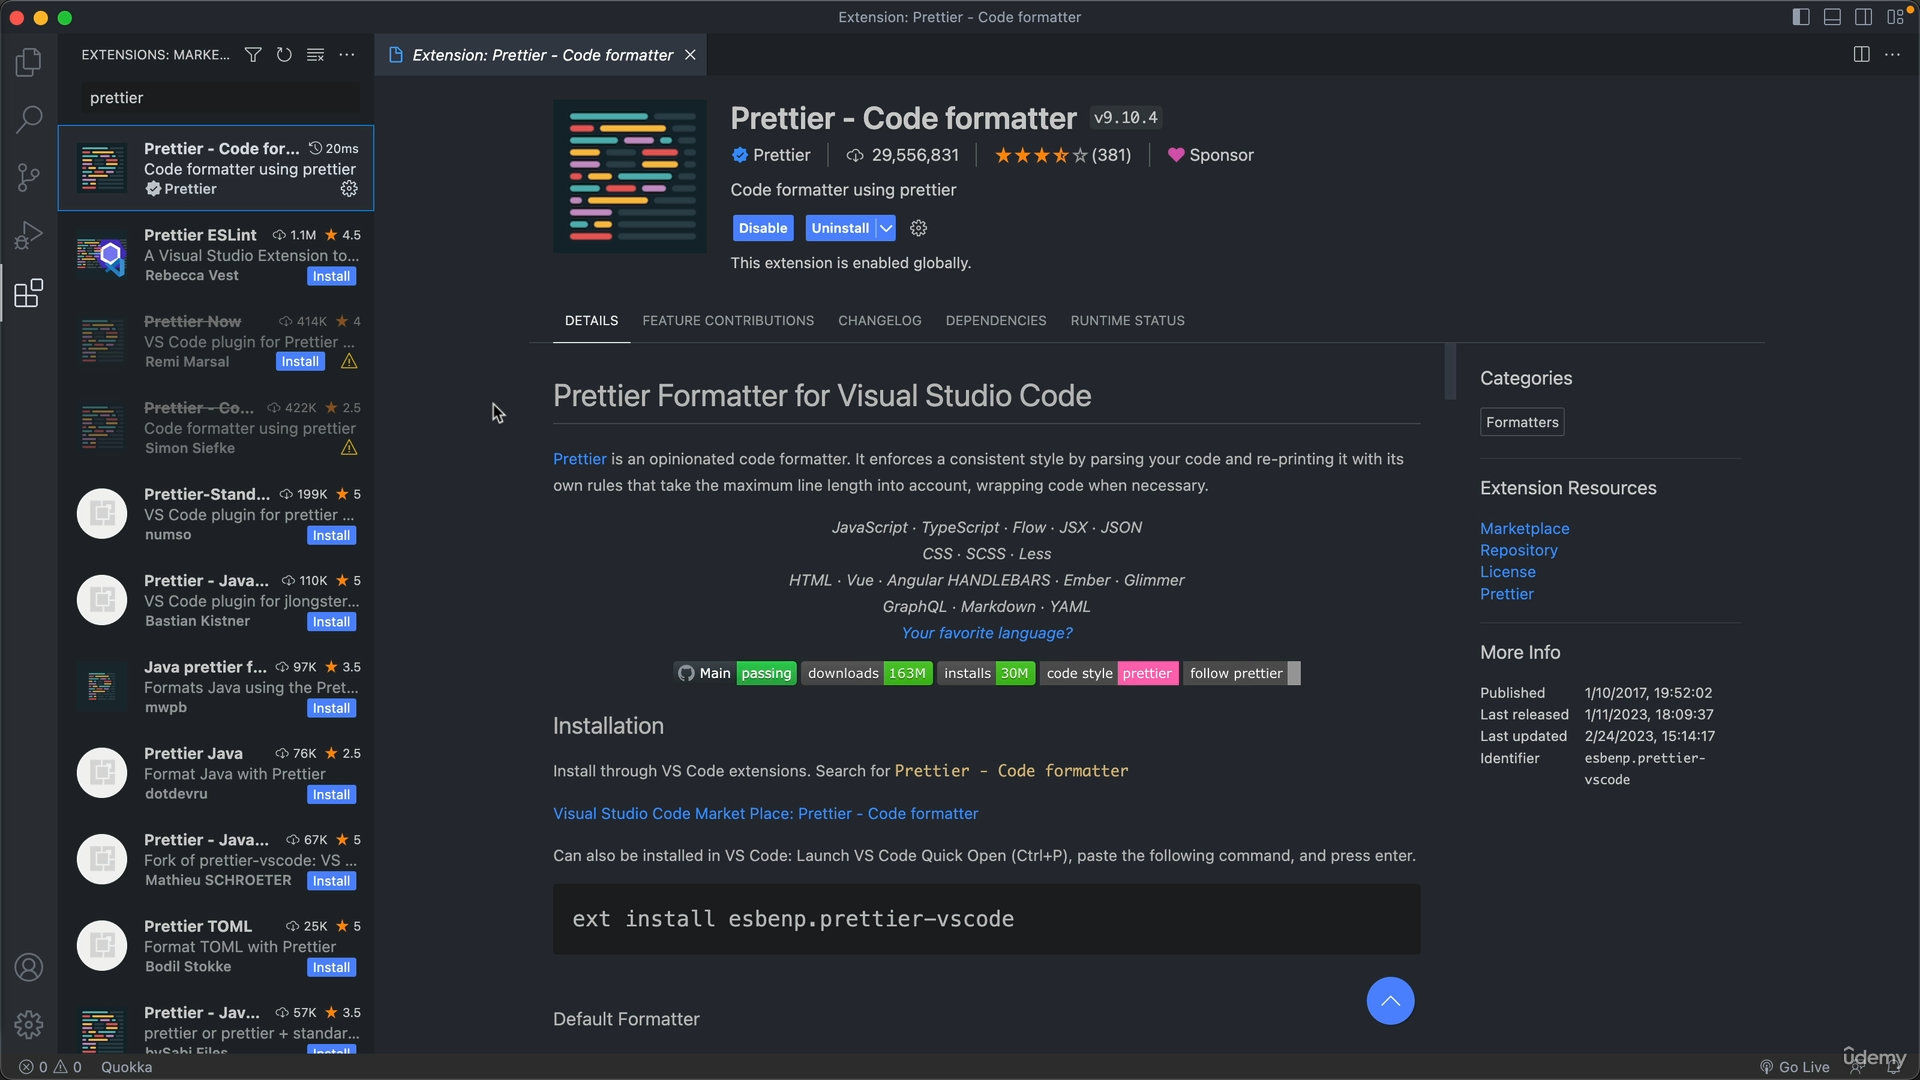 Extension: Prettier - Code formatter
EXTENSIONS: MARKE...
Extension: Prettier - Code formatter
prettier
Prettier - Code for... 20ms
Code formatter using prettier
Prettier
Prettier ESLint 1.1M 4.5
A Visual Studio Extension to...
Rebecca Vest Install
Prettier Now 414K 4
VS Code plugin for Prettier ...
Remi Marsal Install
Prettier - Co... 422K 2.5
Code formatter using prettier
Simon Siefke
Prettier-Stand... 199K 5
VS Code plugin for prettier ...
numso Install
Prettier - Java... 110K 5
VS Code plugin for jlongster...
Bastian Kistner Install
Java prettier f... 97K 3.5
Formats Java using the Pret...
mwpb Install
Prettier Java 76K 2.5
Format Java with Prettier
dotdevru Install
Prettier - Java... 67K 5
Fork of prettier-vscode: VS ...
Mathieu SCHROETER Install
Prettier TOML 25K 5
Format TOML with Prettier
Bodil Stokke Install
Prettier - Jav... 57K 3.5
prettier or prettier + standar...
bySabi Files Install
Prettier - Code formatter v9.10.4
Prettier 29,556,831 (381) Sponsor
Code formatter using prettier
Disable Uninstall
This extension is enabled globally.
DETAILS FEATURE CONTRIBUTIONS CHANGELOG DEPENDENCIES RUNTIME STATUS
Prettier Formatter for Visual Studio Code
Prettier is an opinionated code formatter. It enforces a consistent style by parsing your code and re-printing it with its
own rules that take the maximum line length into account, wrapping code when necessary.
JavaScript · TypeScript · Flow · JSX · JSON
CSS · SCSS · Less
HTML · Vue · Angular HANDLEBARS · Ember · Glimmer
GraphQL · Markdown · YAML
Your favorite language?
Main passing downloads 163M installs 30M code style prettier follow prettier
Installation
Install through VS Code extensions. Search for Prettier - Code formatter
Visual Studio Code Market Place: Prettier - Code formatter
Can also be installed in VS Code: Launch VS Code Quick Open (Ctrl+P), paste the following command, and press enter.
ext install esbenp.prettier-vscode
Default Formatter
Categories
Formatters
Extension Resources
Marketplace
Repository
License
Prettier
More Info
Published 1/10/2017, 19:52:02
Last released 1/11/2023, 18:09:37
Last updated 2/24/2023, 15:14:17
Identifier esbenp.prettier-
vscode
0 0 Quokka
Go Live
ûdemy